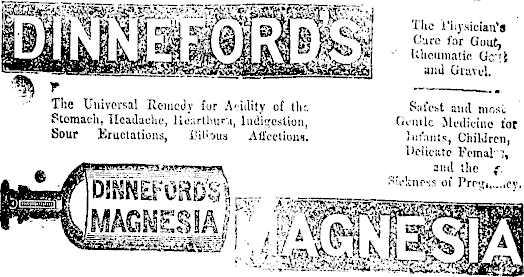 DINNEFORD'S
The Physician's
Cure for Gout,
Rheumatic Gout
and Gravel.
The Universal Remedy for Acidity of the
Stomach, Headache, Heartburn, Indigestion,
Sour Eructations, Bilious Affections.
Safest and most
Gentle Medicine for
Infants, Children,
Delicate Females,
and the
Sickness of Pregnancy.
DINNEFORD'S
MAGNESIA
MAGNESIA